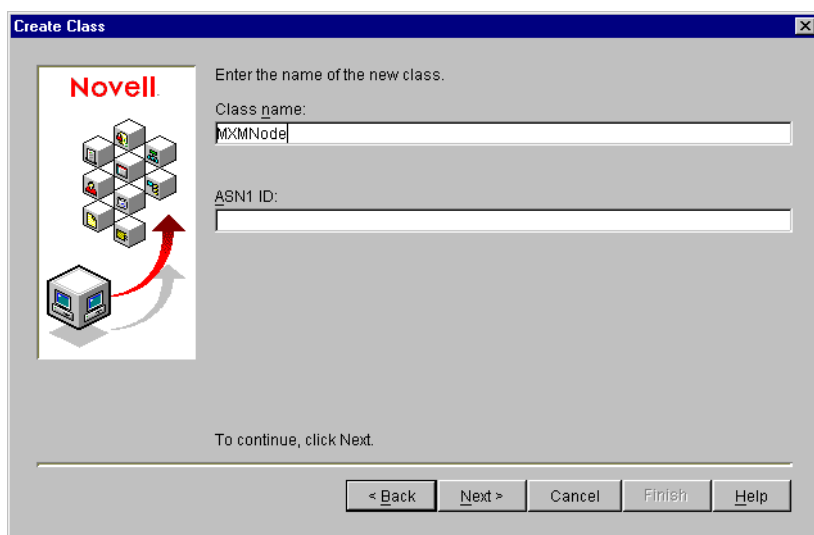 Create Class
Novell.
Enter the name of the new class.
Class name:
MXMNode
ASN1 ID:
To continue, click Next.
< Back
Next >
Cancel
Finish
Help